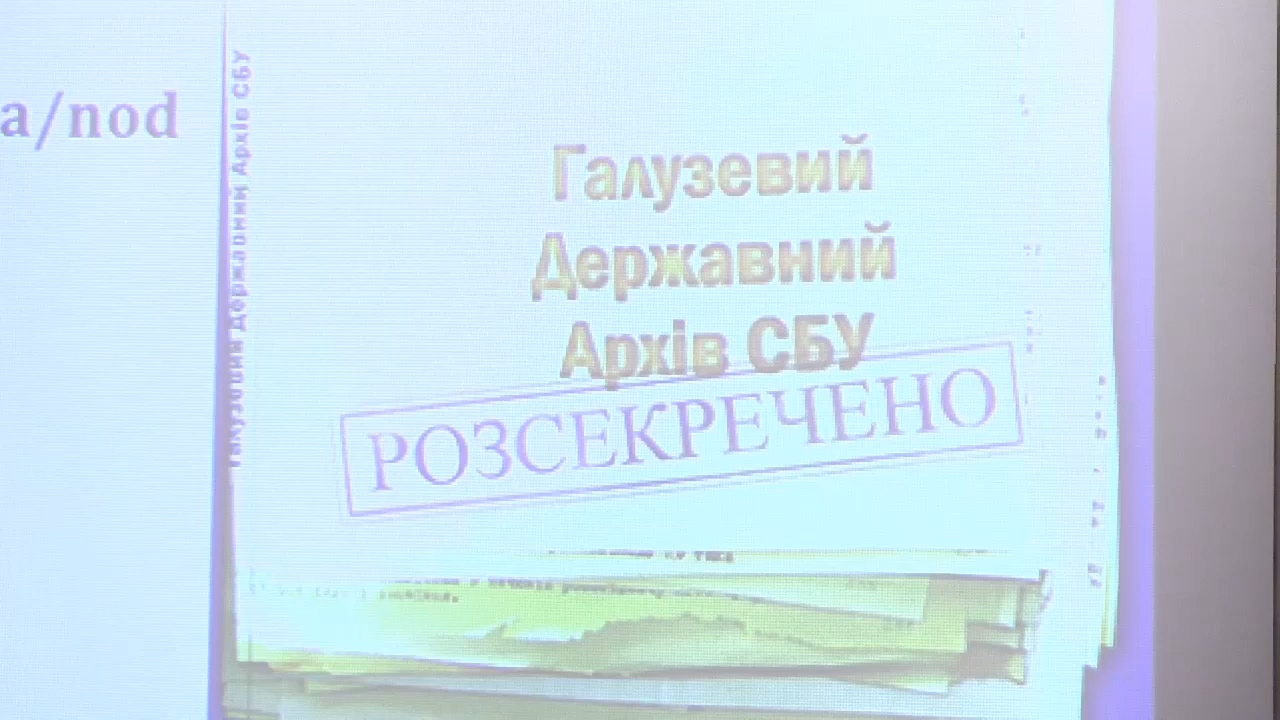 a/nod
Галузевий Державний Архів СБУ
Галузевий
Державний
Архів СБУ
РОЗСЕКРЕЧЕНО